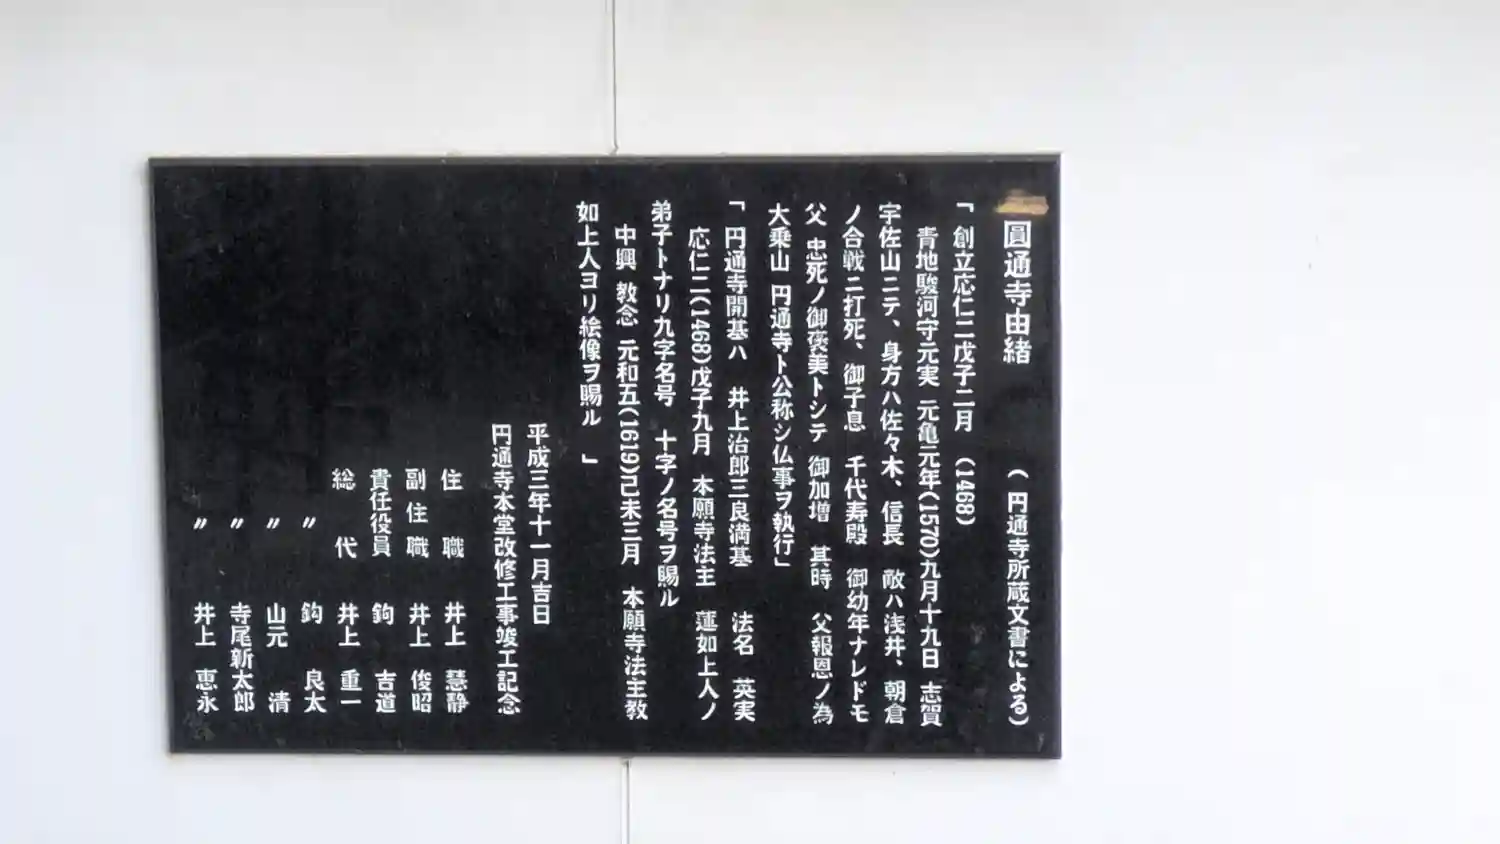 圓通寺由緒　（円通寺所蔵文書による）
「創立応仁二戊子二月（1468）
青地駿河守元実　元亀元年(1570)九月十九日　志賀
宇佐山ニテ、身方ハ佐々木、信長　敵ハ浅井、朝倉
ノ合戦ニ打死、御子息　千代寿殿　御幼年ナレドモ
父　忠死ノ御褒美トシテ　御加増　其時　父報恩ノ為
大乗山　円通寺ト公称シ仏事ヲ執行」
「円通寺開基ハ　井上治郎三良満基　法名　英実
応仁二(1468)戊子九月　本願寺法主　蓮如上人ノ
弟子トナリ九字名号　十字ノ名号ヲ賜ル
中興　教念　元和五(1619)己未三月　本願寺法主教
如上人ヨリ絵像ヲ賜ル　」
平成三年十一月吉日
円通寺本堂改修工事竣工記念
住職　井上　慧静
副住職　井上　俊昭
責任役員　鈎　吉道
総代　井上　重一
〃　鈎　良太
〃　山元　清
〃　寺尾新太郎
〃　井上　恵永